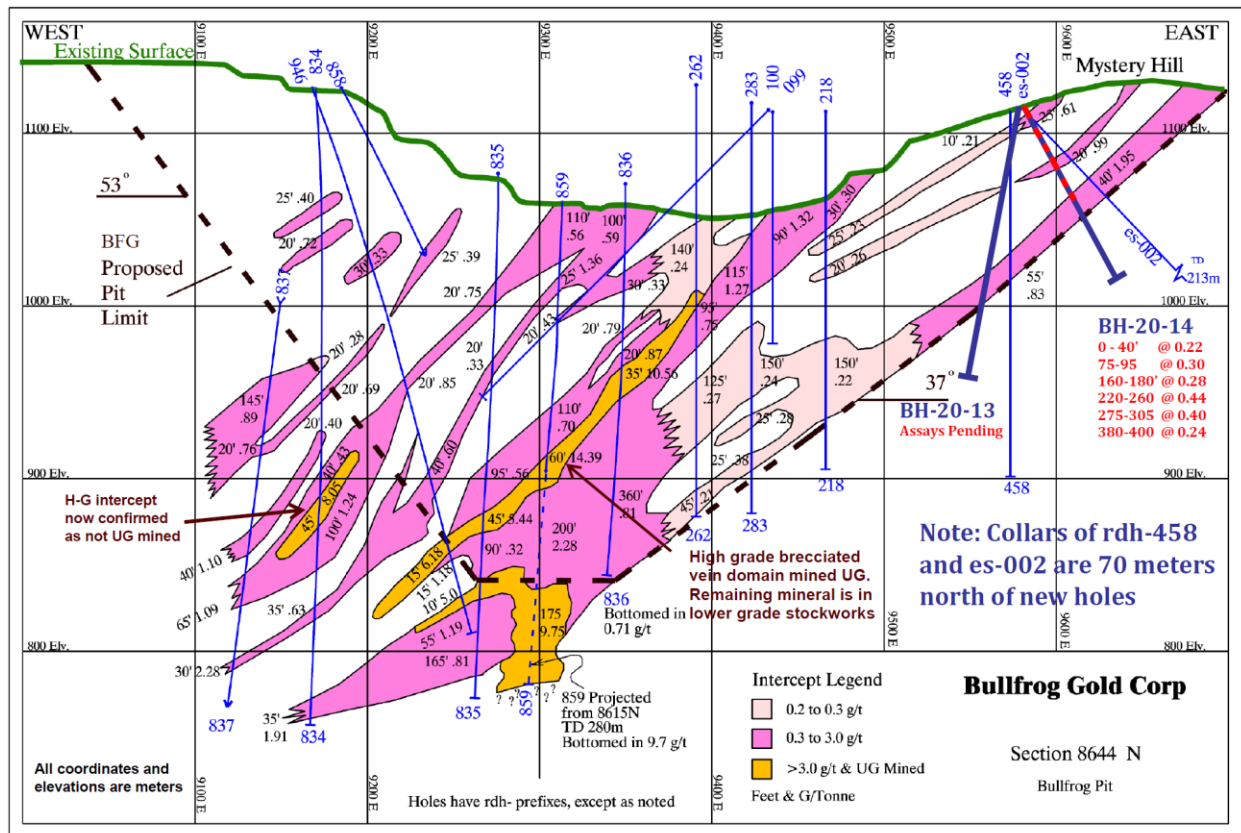 WEST
EAST
Existing Surface
Mystery Hill
9100 E
9200 E
9300 E
9400 E
9500 E
9600 E
946
834
858
835
859
836
262
283
100
099
218
458
es-002
1100 Elv.
1100 Elv.
1000 Elv.
1000 Elv.
900 Elv.
900 Elv.
800 Elv.
800 Elv.
53°
BFG
Proposed
Pit
Limit
25' .40
20' .72
30' .33
25' .39
837
20' .75
110'
.56
100'
.59
25' 1.36
30' .33
140'
.24
115'
1.27
90' 1.32
30' .30
10' .21
25' .61
20' .99
40' 1.95
25' .23
20' .26
55'
.83
es-002
TD
213m
20' .28
20' .69
20' .40
145'
.89
20' .76
40' .43
20' .85
20'
.33
20' .43
20' .79
20' .87
35' 10.56
95'
.75
125'
.27
150'
.24
150'
.22
25' .28
25' .38
45' .21
37°
BH-20-13
Assays Pending
BH-20-14
0 - 40' @ 0.22
75-95 @ 0.30
160-180' @ 0.28
220-260 @ 0.44
275-305 @ 0.40
380-400 @ 0.24
H-G intercept
now confirmed
as not UG mined
45' 8.05
100' 1.24
40' .60
95' .56
110'
.70
60' 14.39
45' 5.44
90' .32
200'
2.28
360'
.81
15' 6.18
15' 1.18
10' 5.0
40' 1.10
65' 1.09
35' .63
30' 2.28
55' 1.19
165' .81
175
9.75
35'
1.91
837
834
835
859
836
262
283
218
458
Bottomed in
0.71 g/t
High grade brecciated
vein domain mined UG.
Remaining mineral is in
lower grade stockworks
Note: Collars of rdh-458
and es-002 are 70 meters
north of new holes
? ? ? ? ? ?
859 Projected
from 8615N
TD 280m
Bottomed in 9.7 g/t
Intercept Legend
0.2 to 0.3 g/t
0.3 to 3.0 g/t
>3.0 g/t & UG Mined
Feet & G/Tonne
Bullfrog Gold Corp
Section 8644 N
Bullfrog Pit
All coordinates and
elevations are meters
Holes have rdh- prefixes, except as noted
9100 E
9200 E
9400 E
9500 E
9600 E